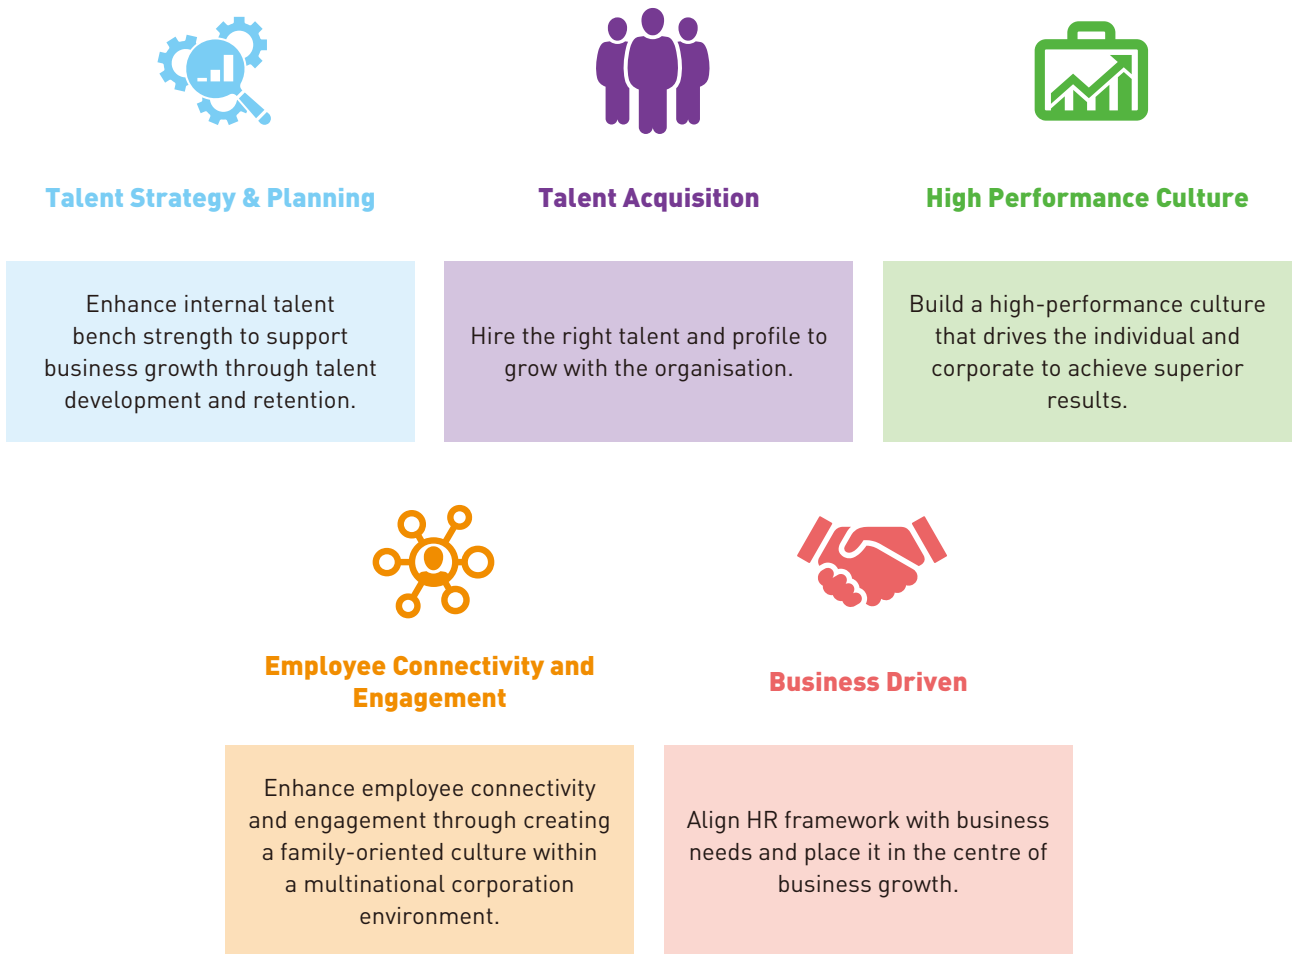 Talent Strategy & Planning
Enhance internal talent
bench strength to support
business growth through talent
development and retention.
Talent Acquisition
Hire the right talent and profile to
grow with the organisation.
High Performance Culture
Build a high-performance culture
that drives the individual and
corporate to achieve superior
results.
Employee Connectivity and
Engagement
Enhance employee connectivity
and engagement through creating
a family-oriented culture within
a multinational corporation
environment.
Business Driven
Align HR framework with business
needs and place it in the centre of
business growth.